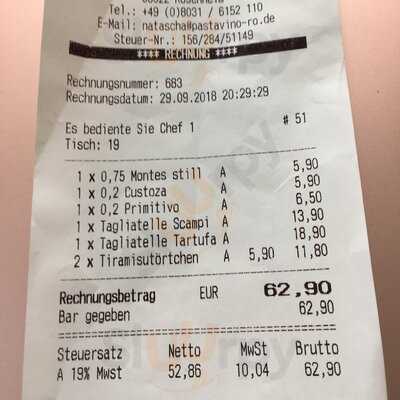 Tel.: +49 (0)8031 / 6152 110
E-Mail: natascha@pastavino-ro.de
Steuer-Nr.: 156/284/51149
**** RECHNUNG ****
Rechnungsnummer: 683
Rechnungsdatum: 29.09.2018 20:29:29
Es bediente Sie Chef 1 # 51
Tisch: 19
1 x 0,75 Montes still A 5,90
1 x 0,2 Custoza A 5,90
1 x 0,2 Primitivo A 6,50
1 x Tagliatelle Scampi A 13,90
1 x Tagliatelle Tartufa A 18,90
2 x Tiramisutörtchen A 5,90 11,80
Rechnungsbetrag EUR 62,90
Bar gegeben 62,90
Steuersatz Netto MwSt Brutto
A 19% Mwst 52,86 10,04 62,90